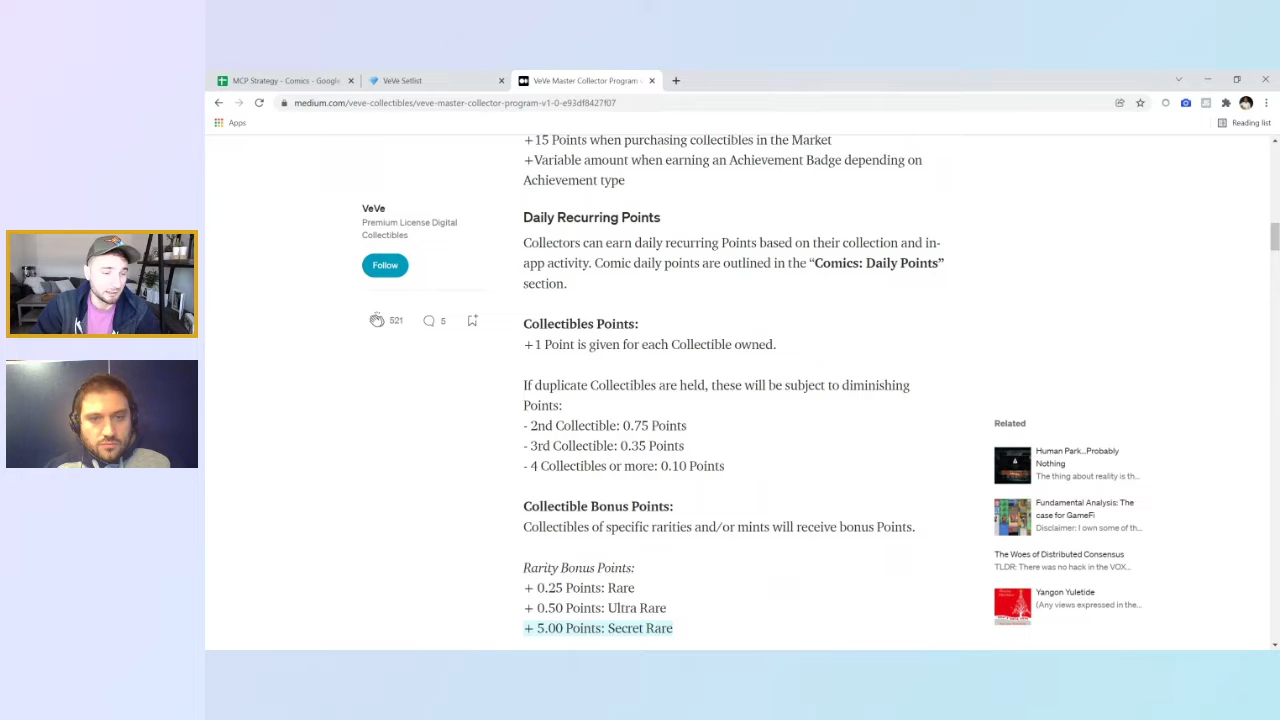 MCP Strategy - Comics - Google
VeVe Setlist
VeVe Master Collector Program
medium.com/veve-collectibles/veve-master-collector-program-v1-0-e93df8427f07
Apps
Reading list
+15 Points when purchasing collectibles in the Market
+Variable amount when earning an Achievement Badge depending on
Achievement type
VeVe
Premium License Digital
Collectibles
Follow
521
5
Daily Recurring Points
Collectors can earn daily recurring Points based on their collection and in-
app activity. Comic daily points are outlined in the “Comics: Daily Points”
section.
Collectibles Points:
+1 Point is given for each Collectible owned.
If duplicate Collectibles are held, these will be subject to diminishing
Points:
- 2nd Collectible: 0.75 Points
- 3rd Collectible: 0.35 Points
- 4 Collectibles or more: 0.10 Points
Collectible Bonus Points:
Collectibles of specific rarities and/or mints will receive bonus Points.
Rarity Bonus Points:
+ 0.25 Points: Rare
+ 0.50 Points: Ultra Rare
+ 5.00 Points: Secret Rare
Related
Human Park...Probably
Nothing
The thing about reality is th...
Fundamental Analysis: The
case for GameFi
Disclaimer: I own some of th...
The Woes of Distributed Consensus
TLDR: There was no hack in the VOX...
Yangon Yuletide
(Any views expressed in the...